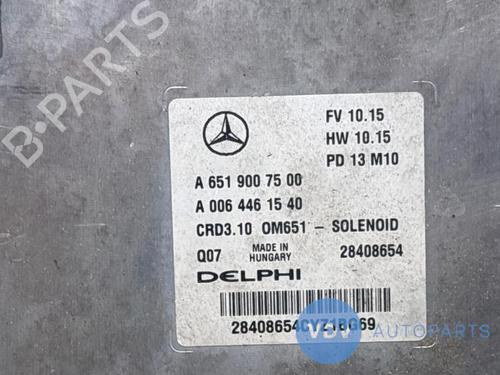 B-PARTS
FV 10.15
HW 10.15
PD 13 M10
A 651 900 75 00
A 006 446 15 40
CRD3.10 OM651 - SOLENOID
Q07 MADE IN HUNGARY 28408654
DELPHI
28408654CYZ1BG69
VDV AUTOPARTS